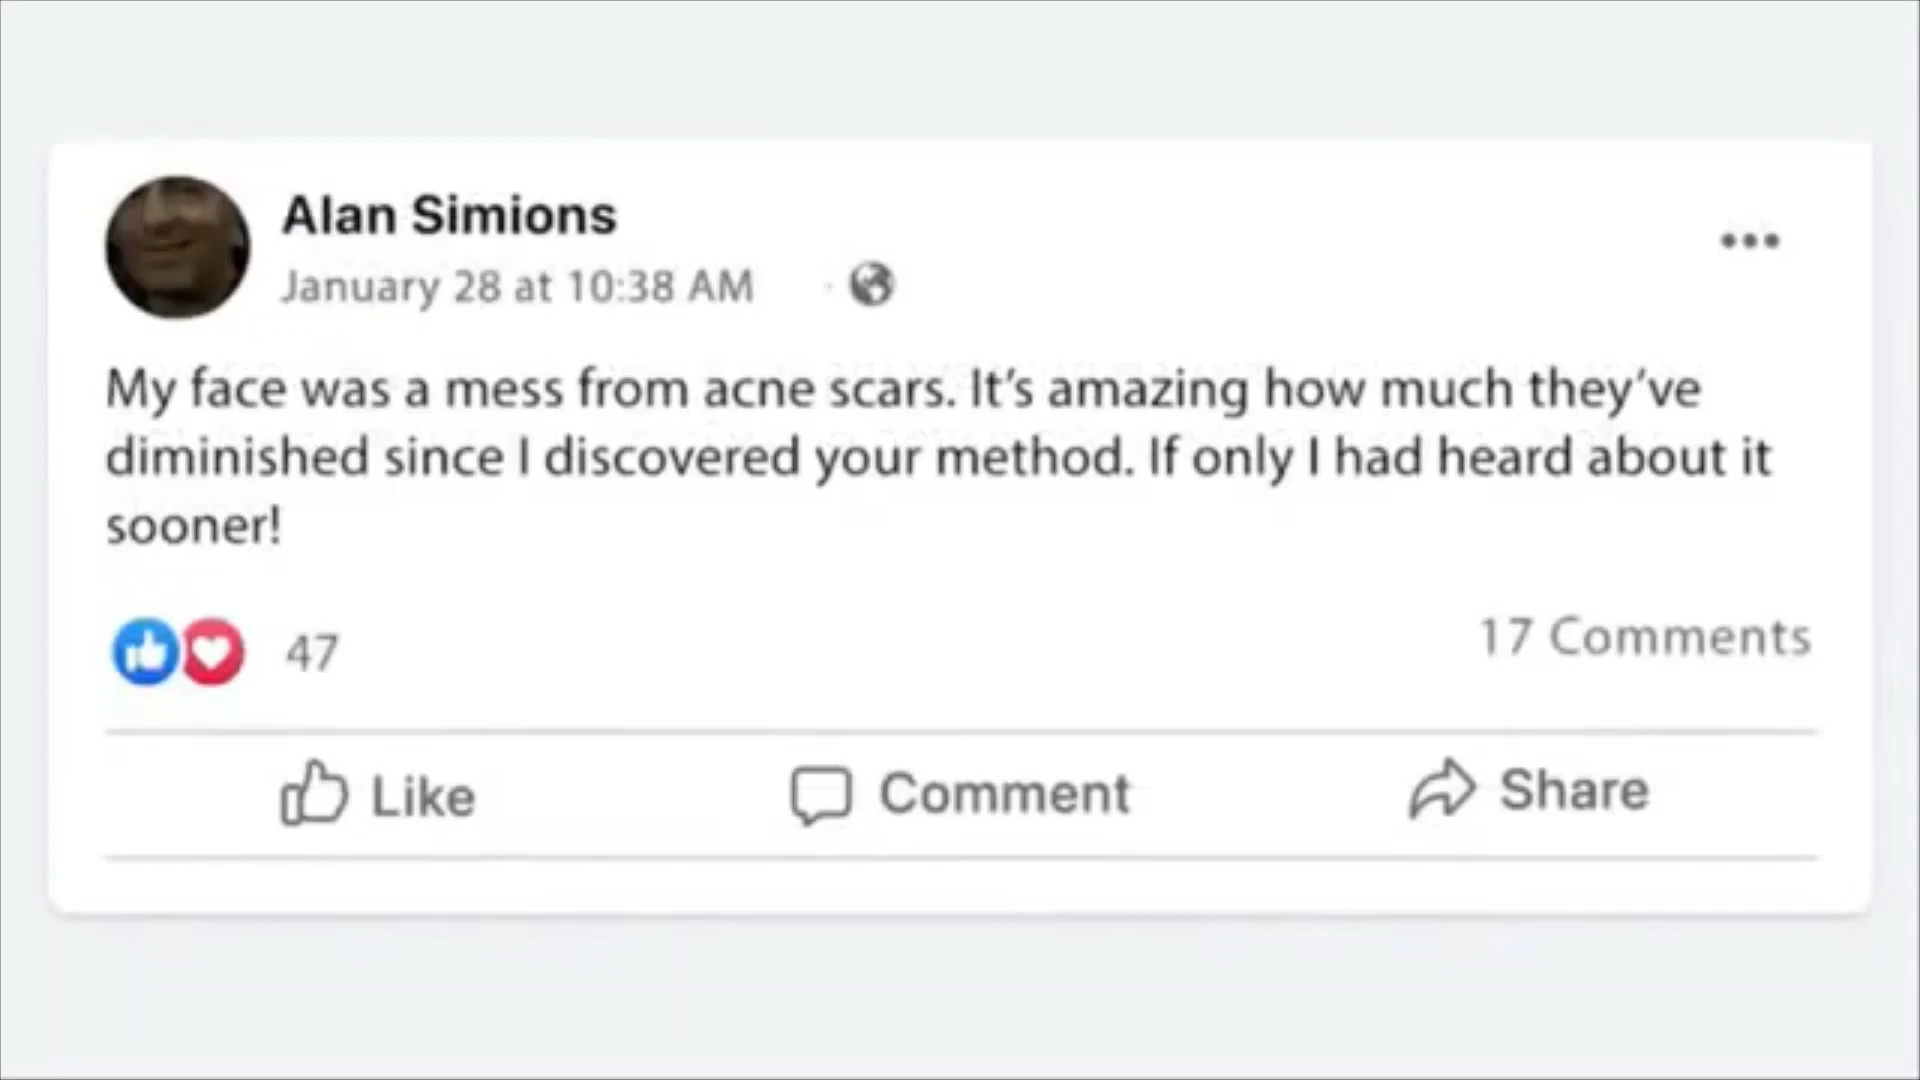 Alan Simions
January 28 at 10:38 AM
My face was a mess from acne scars. It’s amazing how much they’ve
diminished since I discovered your method. If only I had heard about it
sooner!
47
17 Comments
Like
Comment
Share